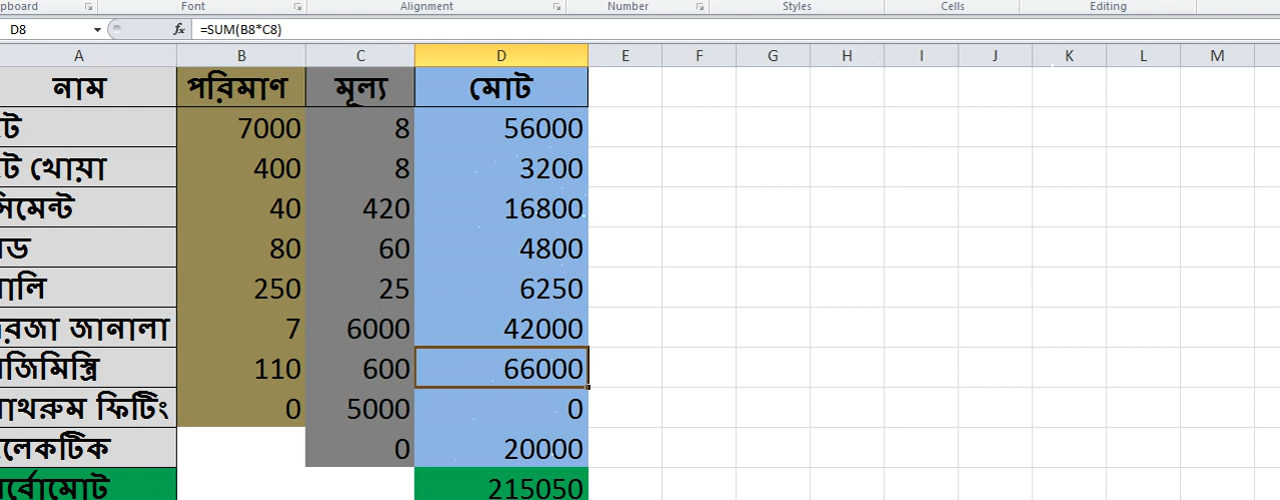 Font Alignment Number Styles Cells Editing
D8 fx =SUM(B8*C8)
A B C D E F G H I J K L M
নাম পরিমাণ মূল্য মোট
7000 8 56000
খোয়া 400 8 3200
40 420 16800
80 60 4800
250 25 6250
জানালা 7 6000 42000
110 600 66000
ফিটিং 0 5000 0
0 20000
215050